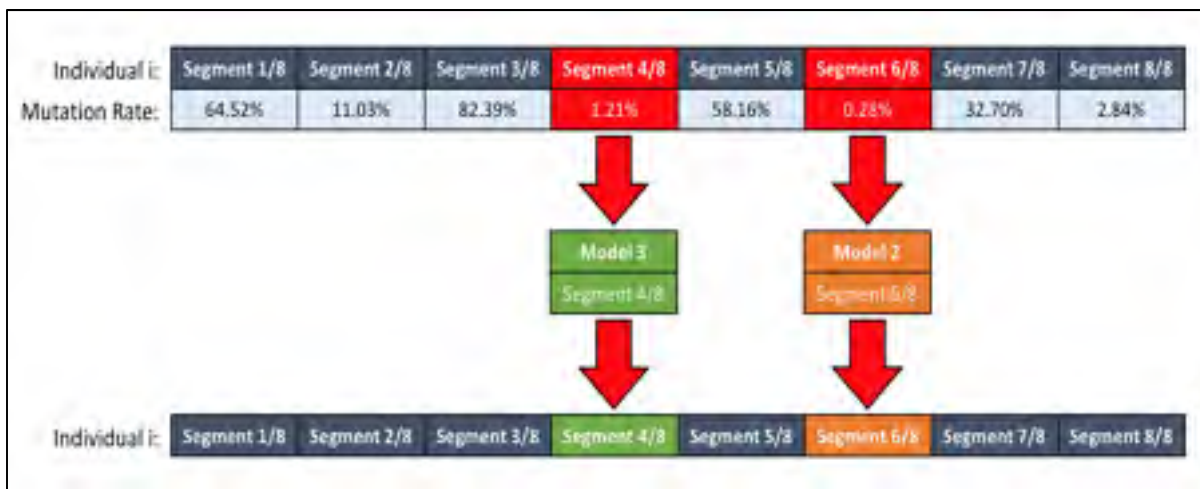 Individual i: Segment 1/8 Segment 2/8 Segment 3/8 Segment 4/8 Segment 5/8 Segment 6/8 Segment 7/8 Segment 8/8
Mutation Rate: 64.52% 11.03% 82.39% 1.21% 58.16% 0.28% 32.70% 2.84%
Model 3 Model 2
Segment 4/8 Segment 6/8
Individual i: Segment 1/8 Segment 2/8 Segment 3/8 Segment 4/8 Segment 5/8 Segment 6/8 Segment 7/8 Segment 8/8